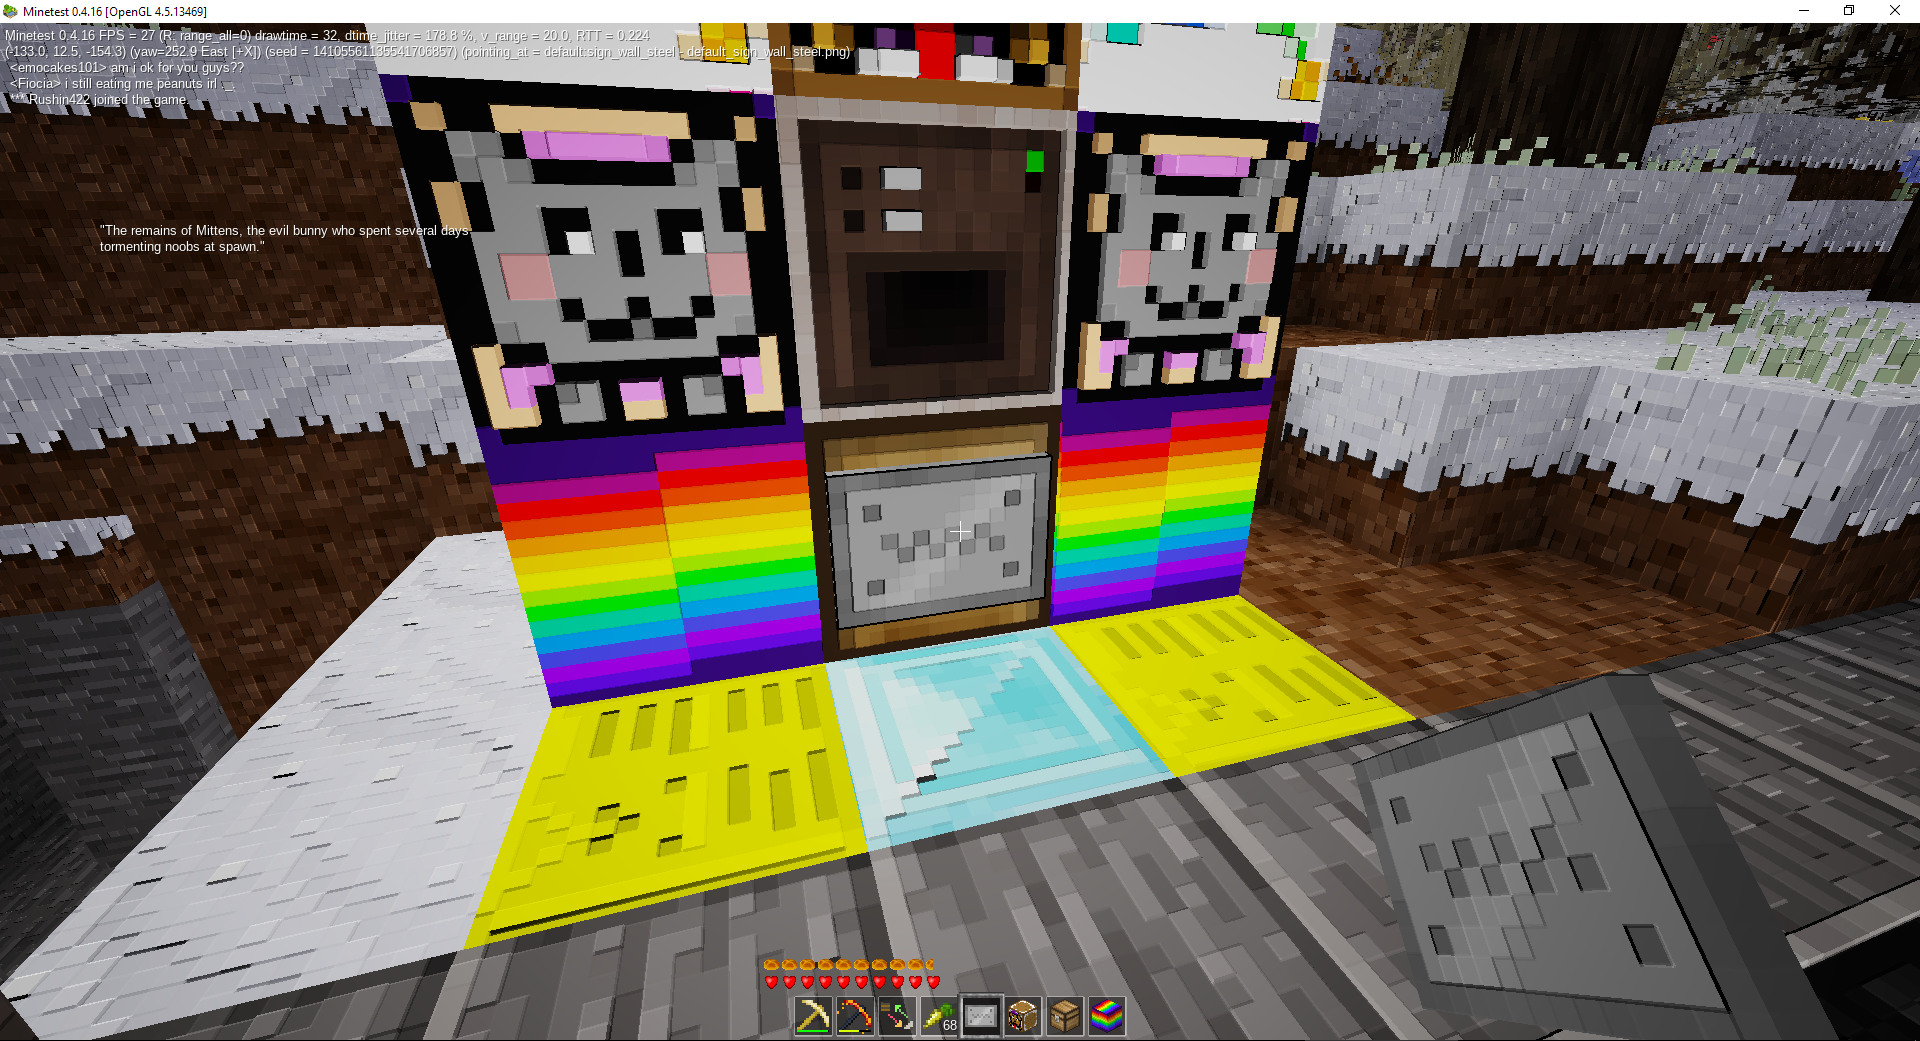 Minetest 0.4.16 [OpenGL 4.5.13469]
Minetest 0.4.16 FPS = 27 (R: range_all=0) drawtime = 32, dtime_jitter = 178.8 %, v_range = 20.0, RTT = 0.224
(-133.0, 12.5, -154.3) (yaw=252.9 East [+X]) (seed = 14105561135541706857) (pointing_at = default:sign_wall_steel - default_sign_wall_steel.png)
<emocakes101> am i ok for you guys??
<Fiocia> i still eating me peanuts irl ._.
*** Rushin422 joined the game.
"The remains of Mittens, the evil bunny who spent several days
tormenting noobs at spawn."
68